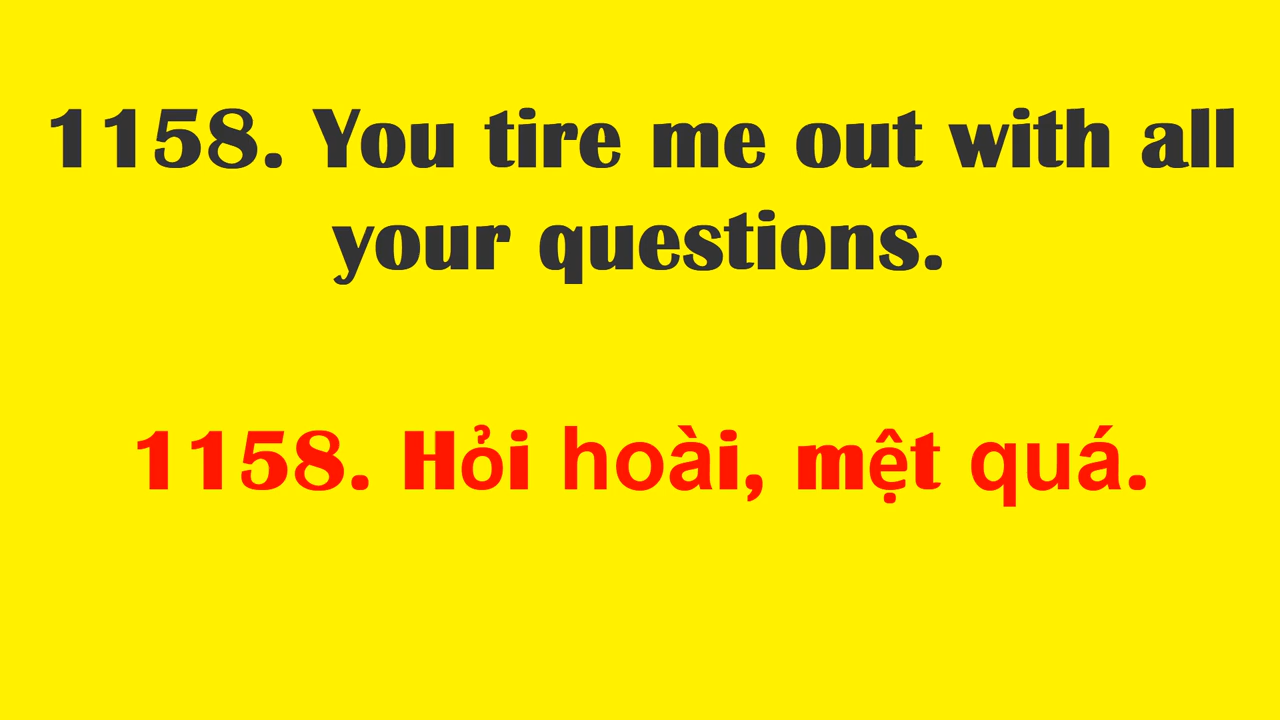 1158. You tire me out with all
your questions.
1158. Hỏi hoài, mệt quá.